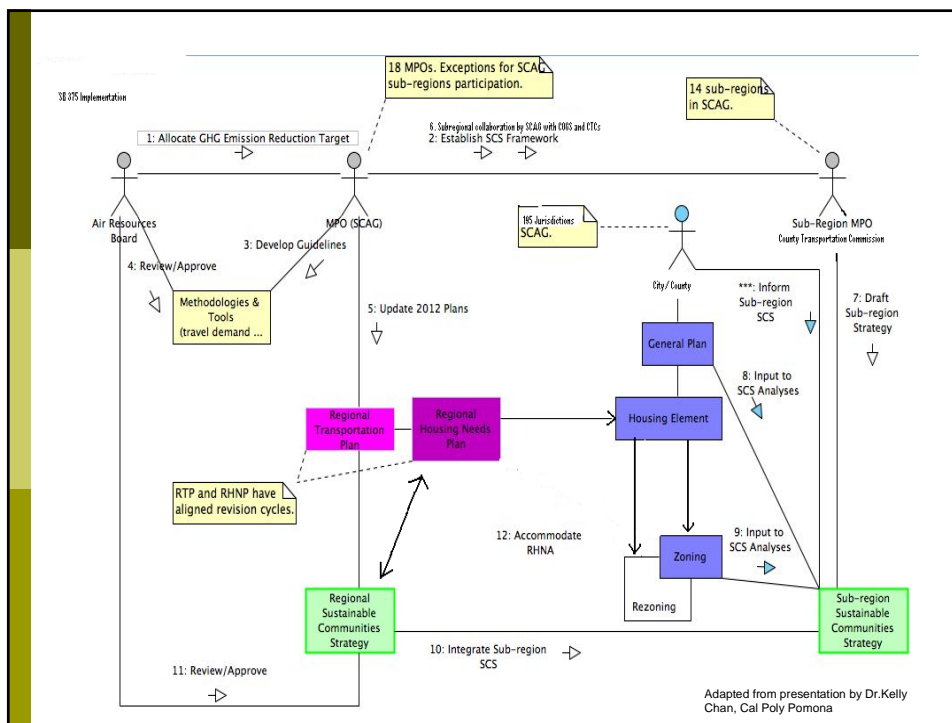 SB 375 Implementation
18 MPOs. Exceptions for SCAG
sub-regions participation.
14 sub-regions
in SCAG.
1: Allocate GHG Emission Reduction Target
6. Subregional collaboration by SCAG with COGS and CTCs
2: Establish SCS Framework
Air Resources
Board
MPO (SCAG)
195 Jurisdictions
SCAG.
Sub-Region MPO
County Transportation Commission
3: Develop Guidelines
4: Review/Approve
City/County
***: Inform
Sub-region
SCS
7: Draft
Sub-region
Strategy
Methodologies &
Tools
(travel demand ...
5: Update 2012 Plans
General Plan
8: Input to
SCS Analyses
Regional
Transportation
Plan
Regional
Housing Needs
Plan
Housing Element
RTP and RHNP have
aligned revision cycles.
12: Accommodate
RHNA
Zoning
9: Input to
SCS Analyses
Rezoning
Regional
Sustainable
Communities
Strategy
Sub-region
Sustainable
Communities
Strategy
10: Integrate Sub-region
SCS
11: Review/Approve
Adapted from presentation by Dr.Kelly
Chan, Cal Poly Pomona